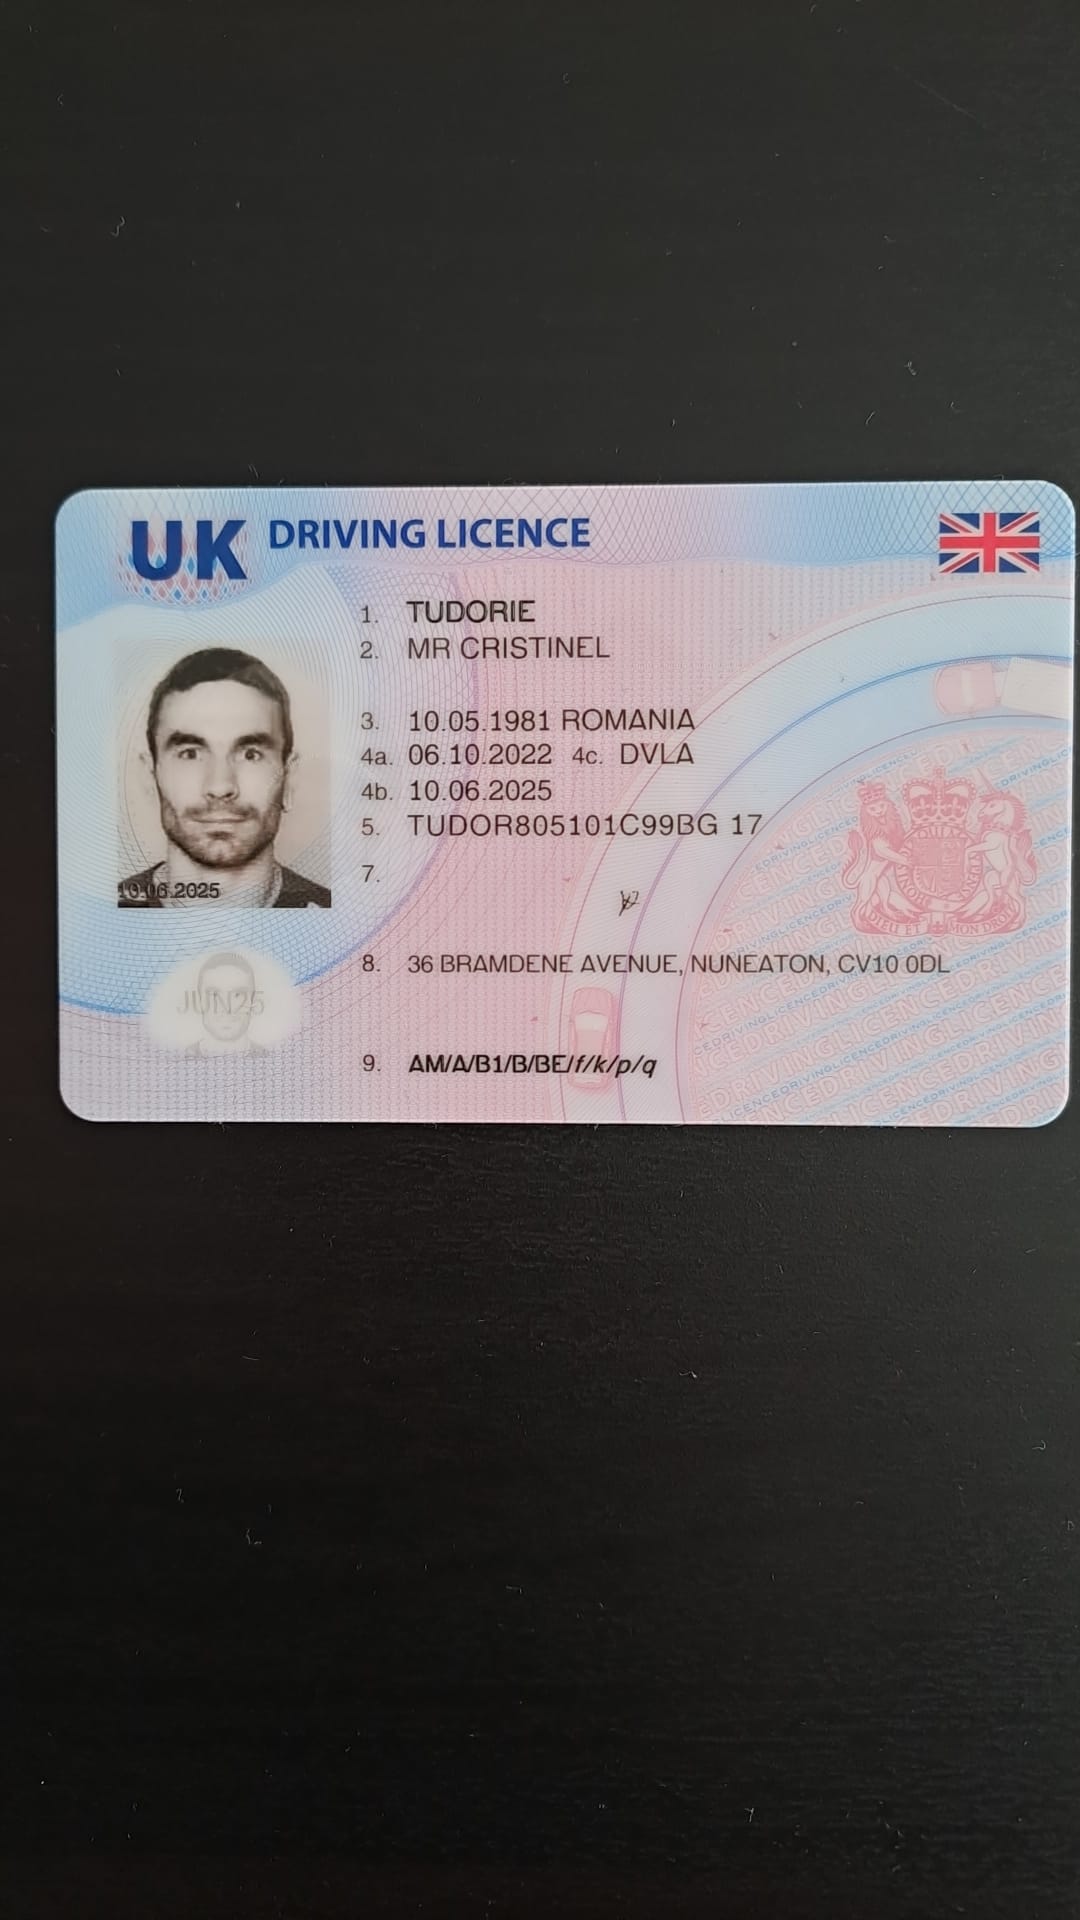 UK DRIVING LICENCE
1. TUDORIE
2. MR CRISTINEL
3. 10.05.1981 ROMANIA
4a. 06.10.2022 4c. DVLA
4b. 10.06.2025
5. TUDOR805101C99BG 17
7.
10.06.2025
8. 36 BRAMDENE AVENUE, NUNEATON, CV10 0DL
JUN25
9. AM/A/B1/B/BE/f/k/p/q
DIEU ET MON DROIT